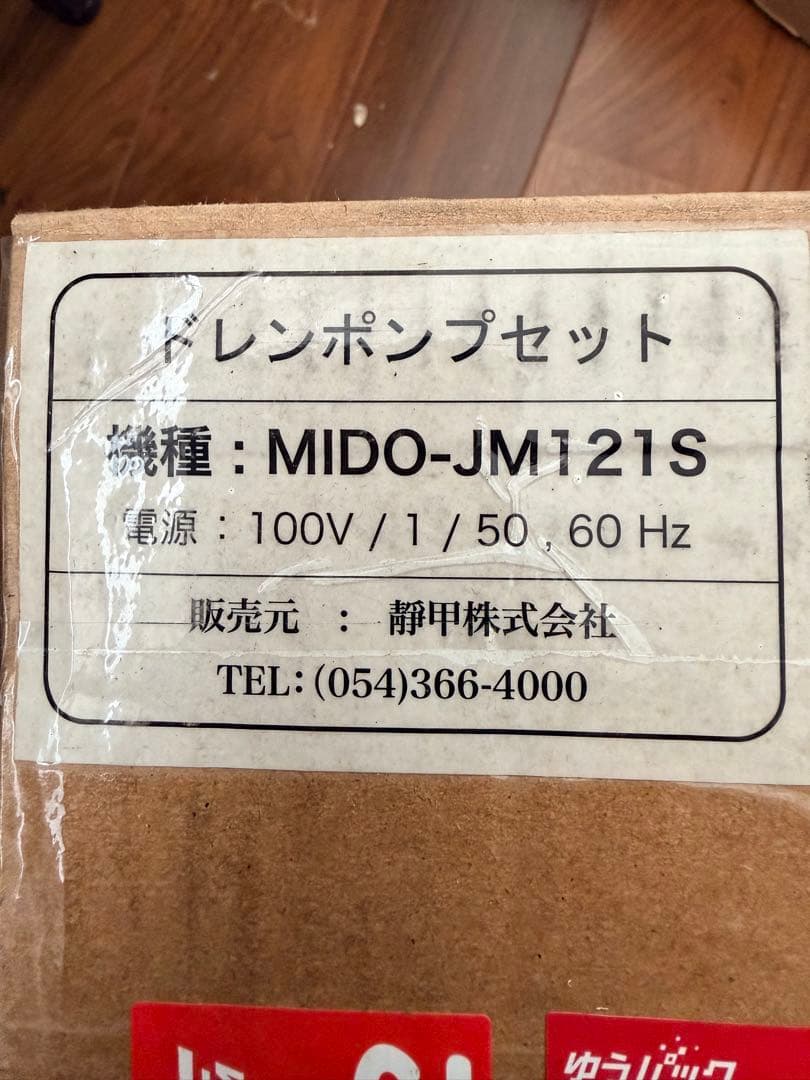 ドレンポンプセット
機種 : MIDO-JM121S
電源 : 100V / 1 / 50 , 60 Hz
販売元 : 靜甲株式会社
TEL:(054)366-4000
ゆうパック